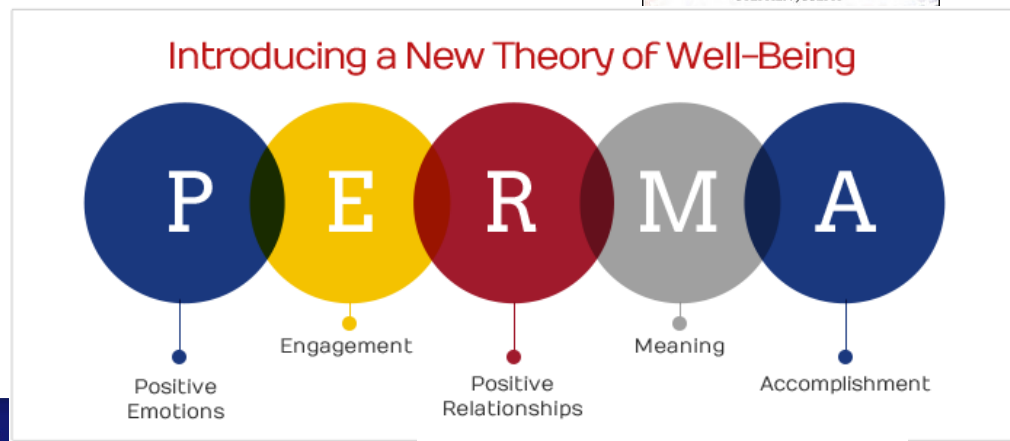 Introducing a New Theory of Well-Being
P E R M A
Engagement
Meaning
Positive
Emotions
Positive
Relationships
Accomplishment